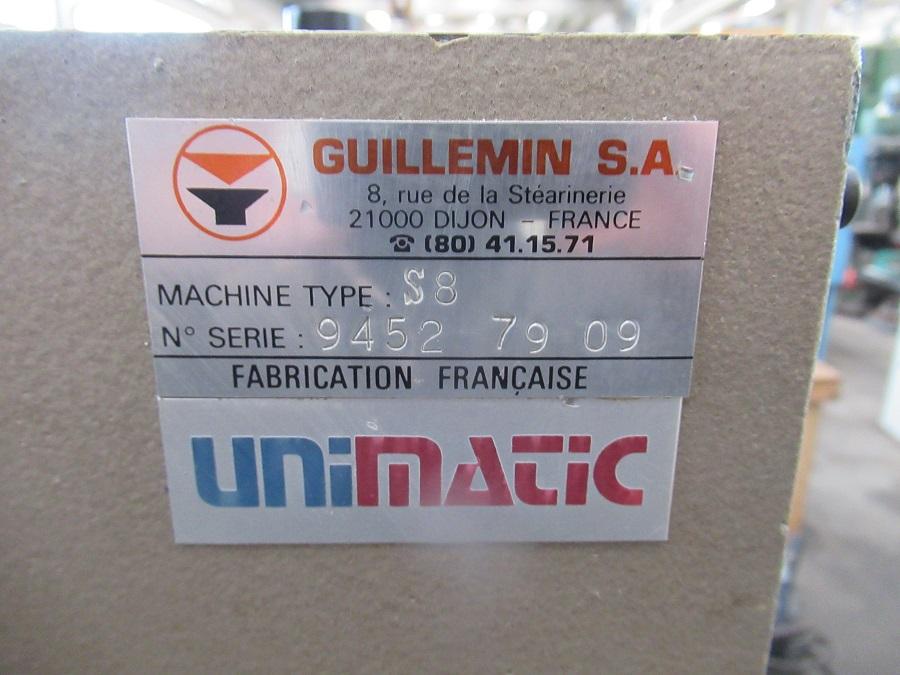 GUILLEMIN S.A.
8, rue de la Stéarinerie
21000 DIJON – FRANCE
☎ (80) 41.15.71
MACHINE TYPE : S8
N° SERIE : 9452 79 09
FABRICATION FRANÇAISE
UNiMATiC